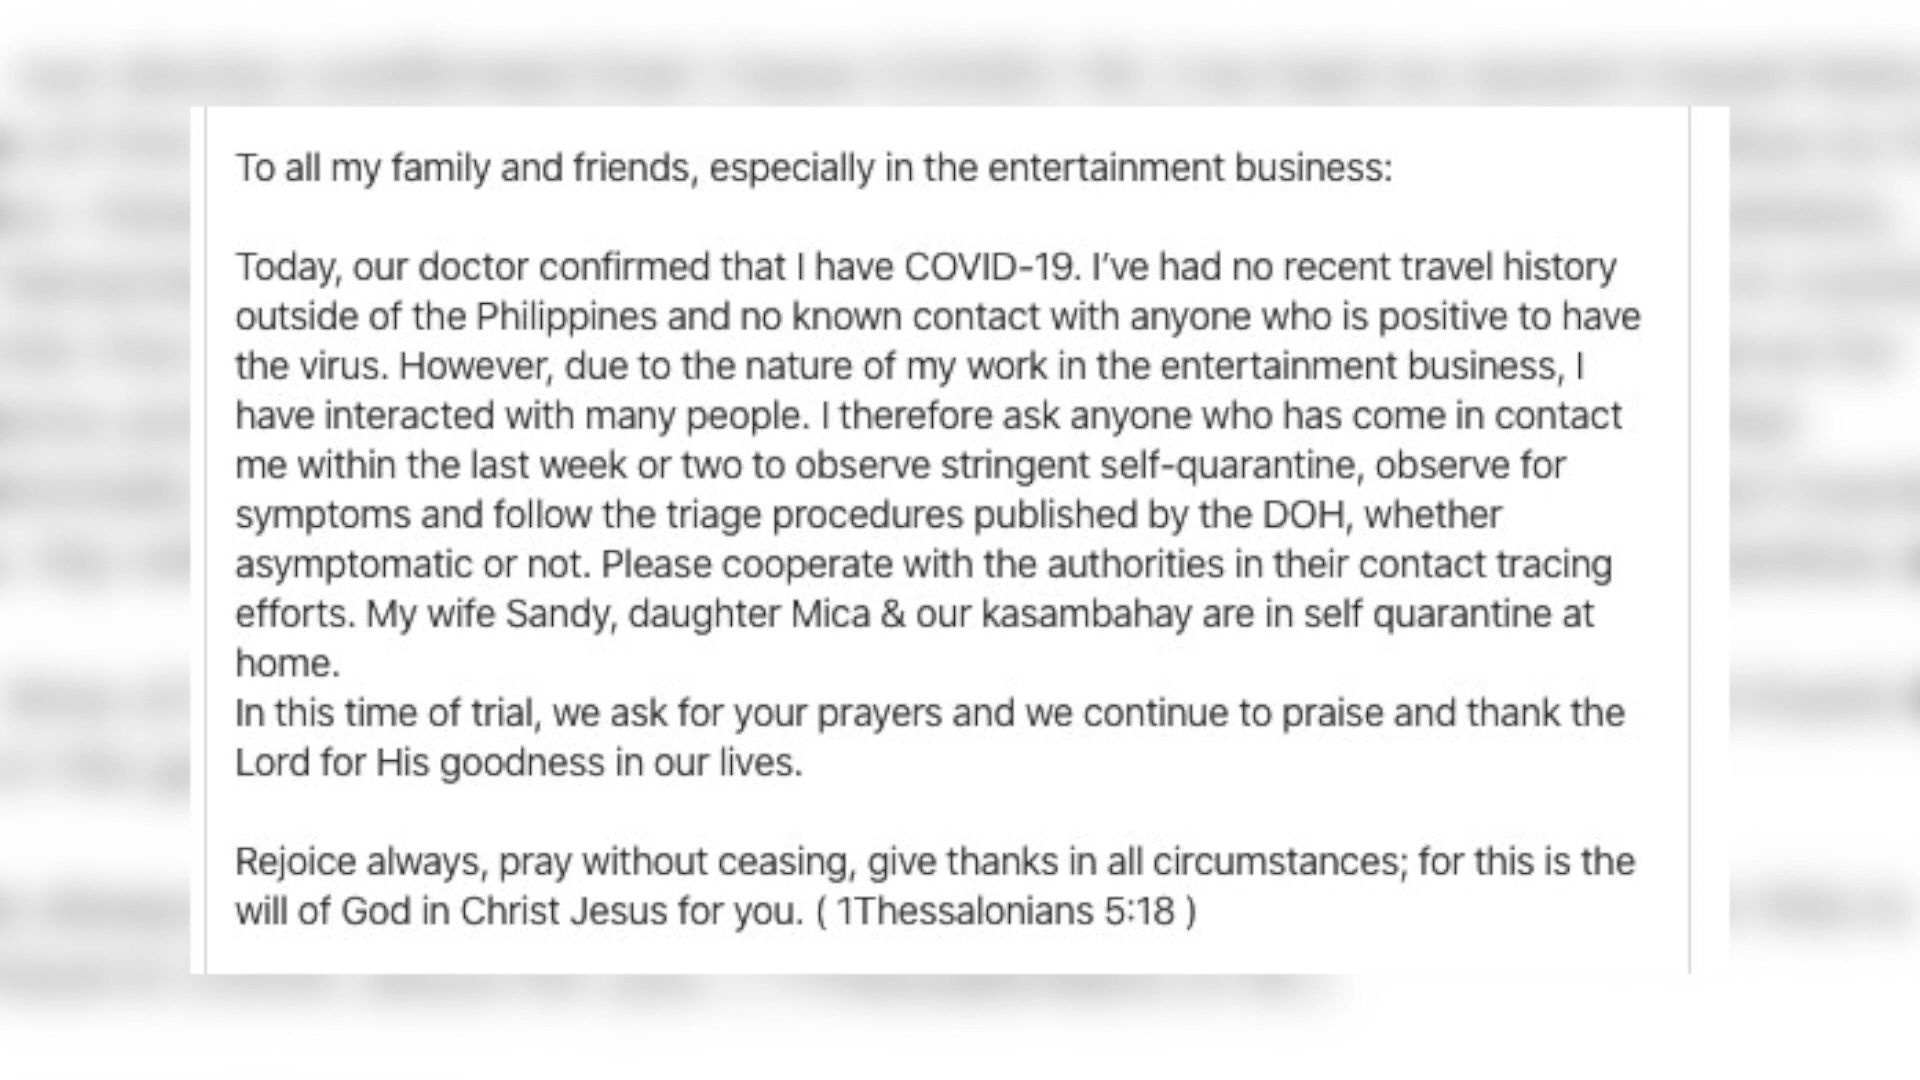 To all my family and friends, especially in the entertainment business:
Today, our doctor confirmed that I have COVID-19. I've had no recent travel history
outside of the Philippines and no known contact with anyone who is positive to have
the virus. However, due to the nature of my work in the entertainment business, I
have interacted with many people. I therefore ask anyone who has come in contact
me within the last week or two to observe stringent self-quarantine, observe for
symptoms and follow the triage procedures published by the DOH, whether
asymptomatic or not. Please cooperate with the authorities in their contact tracing
efforts. My wife Sandy, daughter Mica & our kasambahay are in self quarantine at
home.
In this time of trial, we ask for your prayers and we continue to praise and thank the
Lord for His goodness in our lives.
Rejoice always, pray without ceasing, give thanks in all circumstances; for this is the
will of God in Christ Jesus for you. ( 1Thessalonians 5:18 )